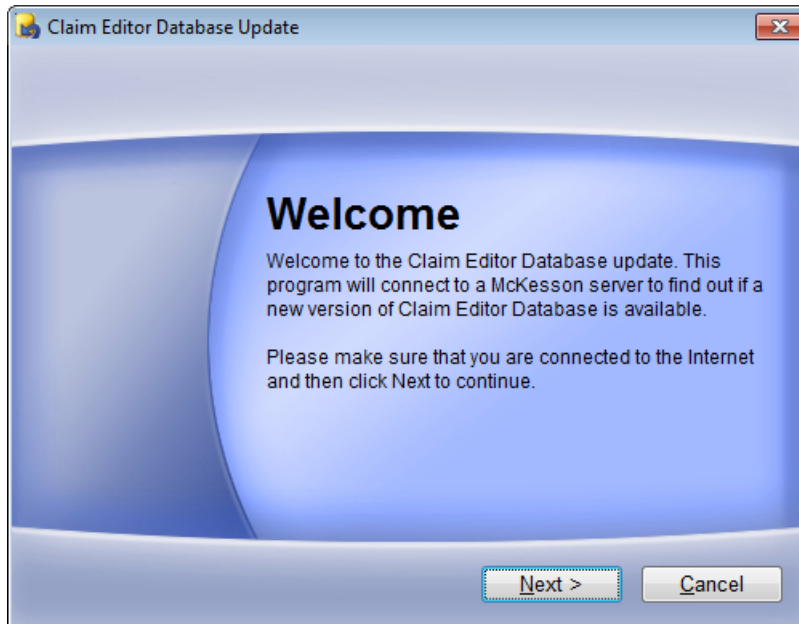 Claim Editor Database Update
Welcome
Welcome to the Claim Editor Database update. This
program will connect to a McKesson server to find out if a
new version of Claim Editor Database is available.
Please make sure that you are connected to the Internet
and then click Next to continue.
Next >
Cancel